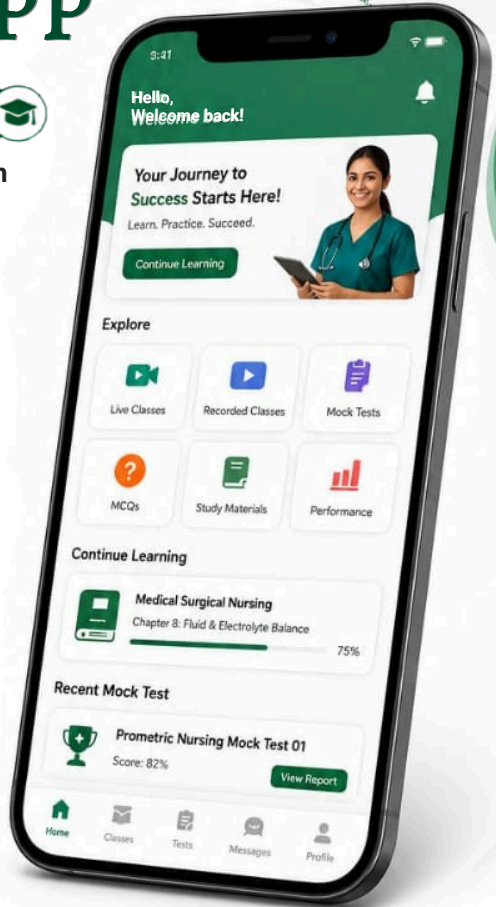 PP
n
9:41
Hello,
Welcome back!
Your Journey to
Success Starts Here!
Learn. Practice. Succeed.
Continue Learning
Explore
Live Classes
Recorded Classes
Mock Tests
MCQs
Study Materials
Performance
Continue Learning
Medical Surgical Nursing
Chapter 8: Fluid & Electrolyte Balance
75%
Recent Mock Test
Prometric Nursing Mock Test 01
Score: 82%
View Report
Home
Classes
Tests
Messages
Profile